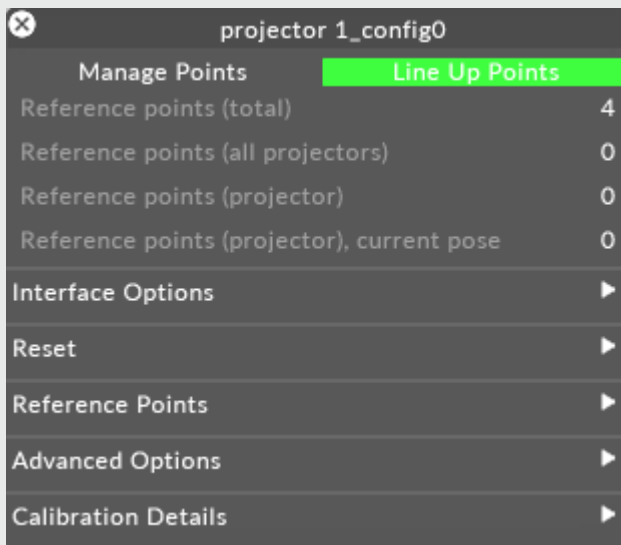 projector 1_config0
Manage Points Line Up Points
Reference points (total) 4
Reference points (all projectors) 0
Reference points (projector) 0
Reference points (projector), current pose 0
Interface Options
Reset
Reference Points
Advanced Options
Calibration Details